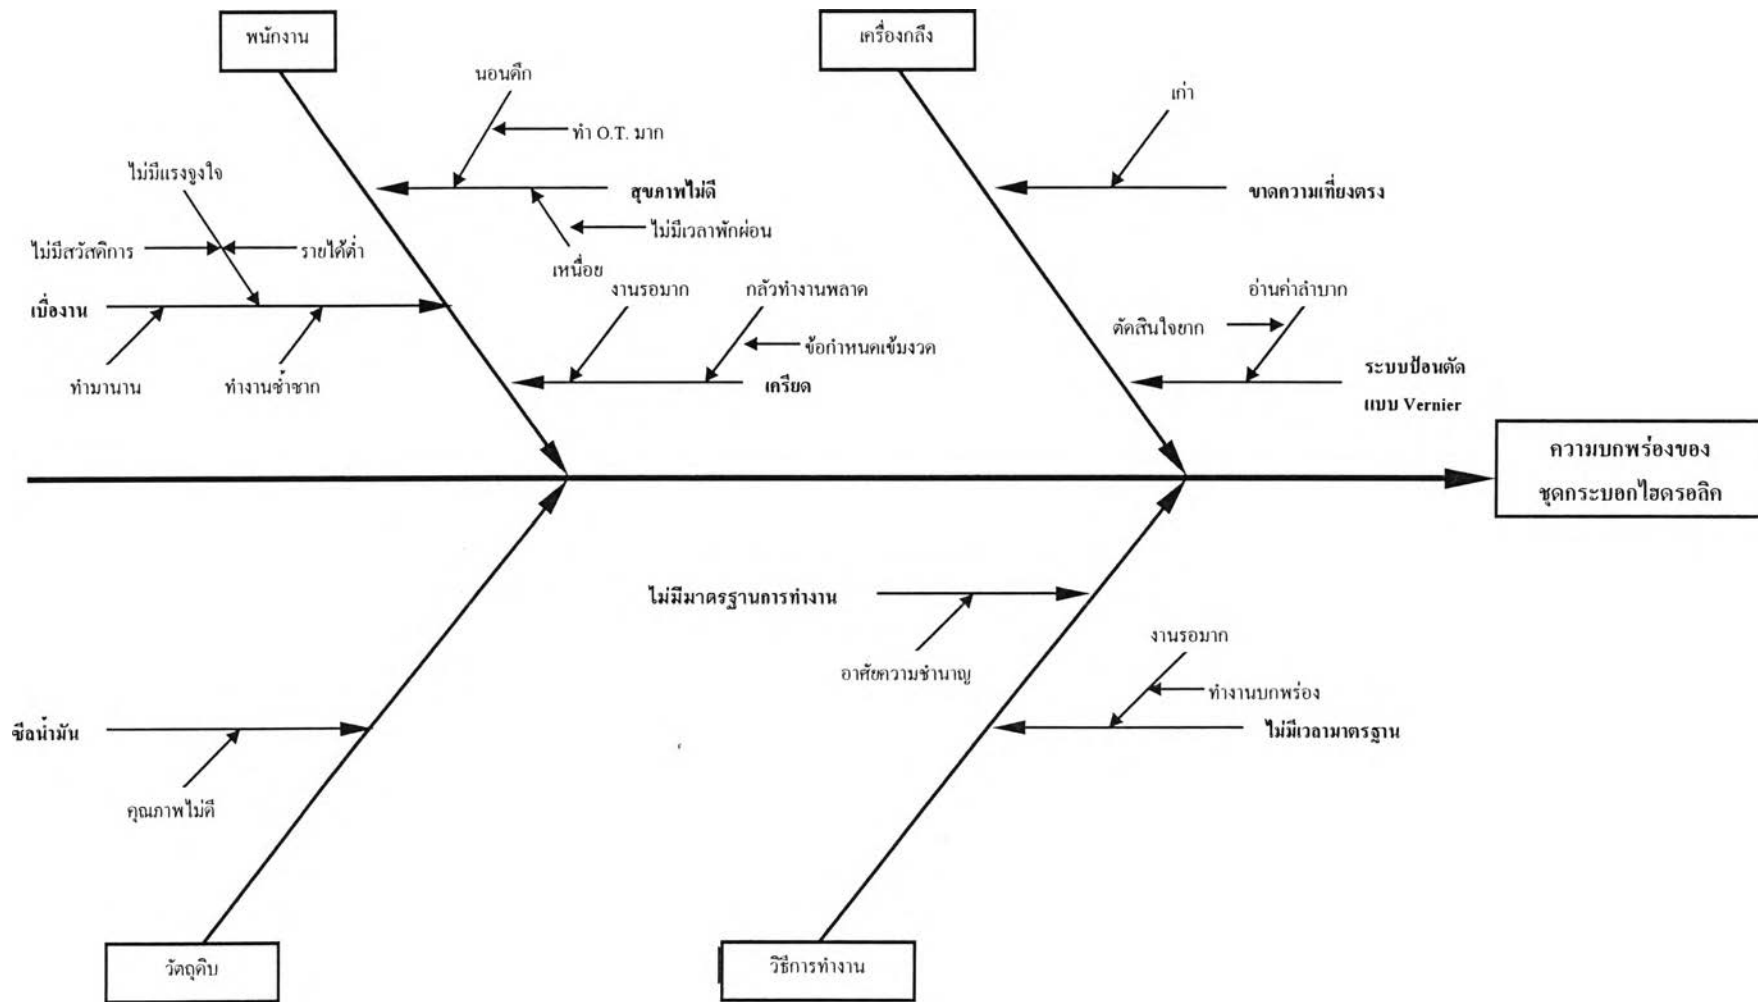 พนักงาน
เครื่องกลึง
นอนดึก
เก่า
ทำ O.T. มาก
ไม่มีแรงจูงใจ
สุขภาพไม่ดี
ขาดความเที่ยงตรง
ไม่มีเวลาพักผ่อน
ไม่มีสวัสดิการ
รายได้ต่ำ
เหนื่อย
งานรอมาก
กลัวทำงานพลาด
อ่านค่าลำบาก
เบื่องาน
ตัดสินใจยาก
ข้อกำหนดเข้มงวด
ทำมานาน
ทำงานซ้ำซาก
เครียด
ระบบป้อนตัด
แบบ Vernier
ความบกพร่องของ
ชุดกระบอกไฮดรอลิค
ไม่มีมาตรฐานการทำงาน
งานรอมาก
อาศัยความชำนาญ
ทำงานบกพร่อง
ซีลน้ำมัน
ไม่มีเวลามาตรฐาน
คุณภาพไม่ดี
วัตถุดิบ
วิธีการทำงาน